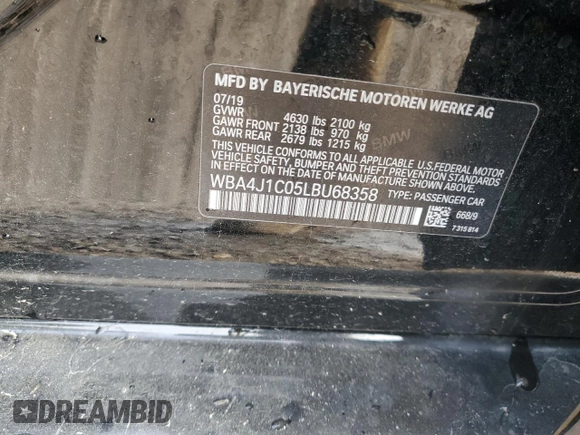 MFD BY BAYERISCHE MOTOREN WERKE AG
07/19
GVWR 4630 lbs 2100 kg
GAWR FRONT 2138 lbs 970 kg
GAWR REAR 2679 lbs 1215 kg
THIS VEHICLE CONFORMS TO ALL APPLICABLE U.S.FEDERAL MOTOR
VEHICLE SAFETY, BUMPER AND THEFT PREVENTION STANDARDS
IN EFFECT ON THE DATE OF MANUFACTURE SHOWN ABOVE.
WBA4J1C05LBU68358 TYPE: PASSENGER CAR
668/9
7315814
DREAMBID